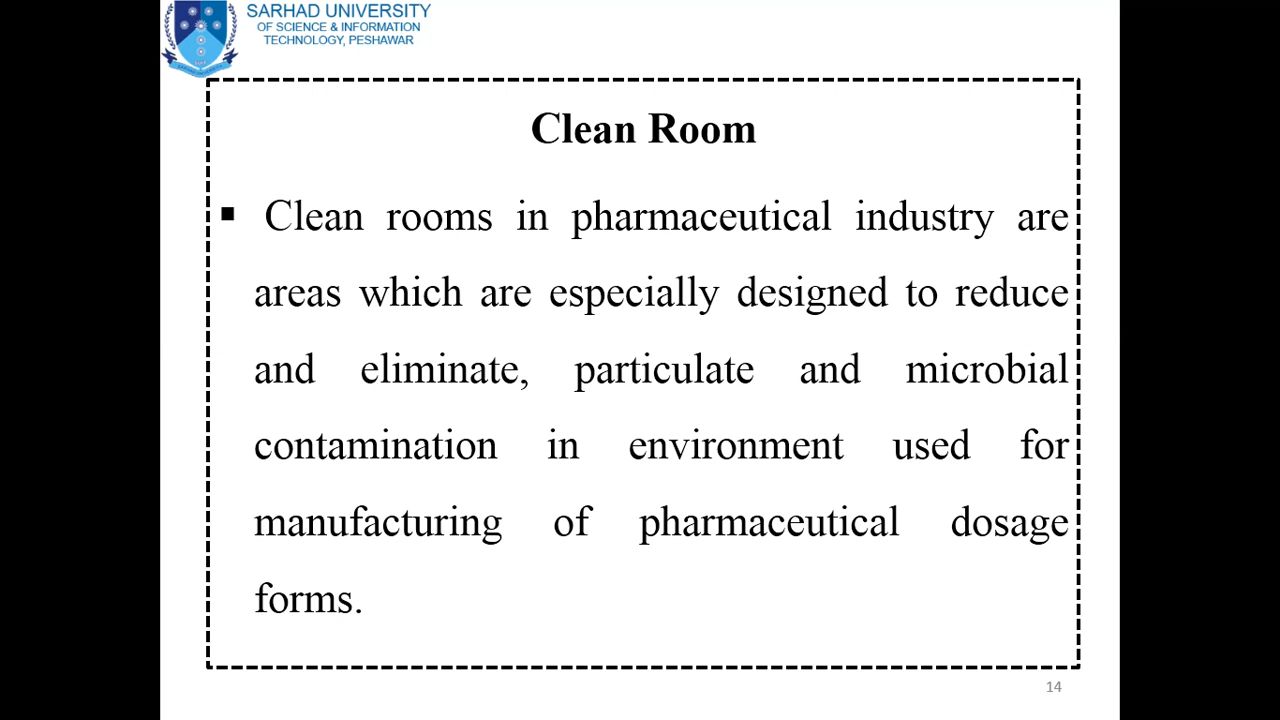 SARHAD UNIVERSITY
OF SCIENCE & INFORMATION
TECHNOLOGY, PESHAWAR
Clean Room
▪ Clean rooms in pharmaceutical industry are
areas which are especially designed to reduce
and eliminate, particulate and microbial
contamination in environment used for
manufacturing of pharmaceutical dosage
forms.
14